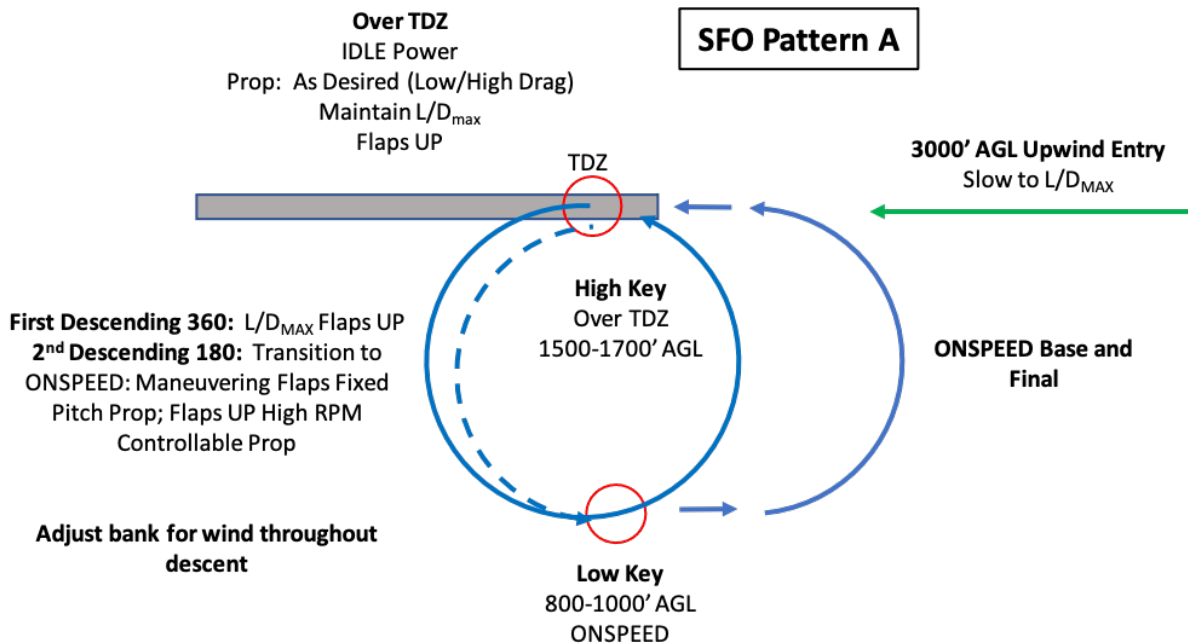 Over TDZ
IDLE Power
Prop:  As Desired (Low/High Drag)
Maintain L/Dmax
Flaps UP
SFO Pattern A
TDZ
3000’ AGL Upwind Entry
Slow to L/DMAX
High Key
Over TDZ
1500-1700’ AGL
First Descending 360:  L/DMAX Flaps UP
2nd Descending 180:  Transition to
ONSPEED: Maneuvering Flaps Fixed
Pitch Prop; Flaps UP High RPM
Controllable Prop
ONSPEED Base and
Final
Adjust bank for wind throughout
descent
Low Key
800-1000’ AGL
ONSPEED